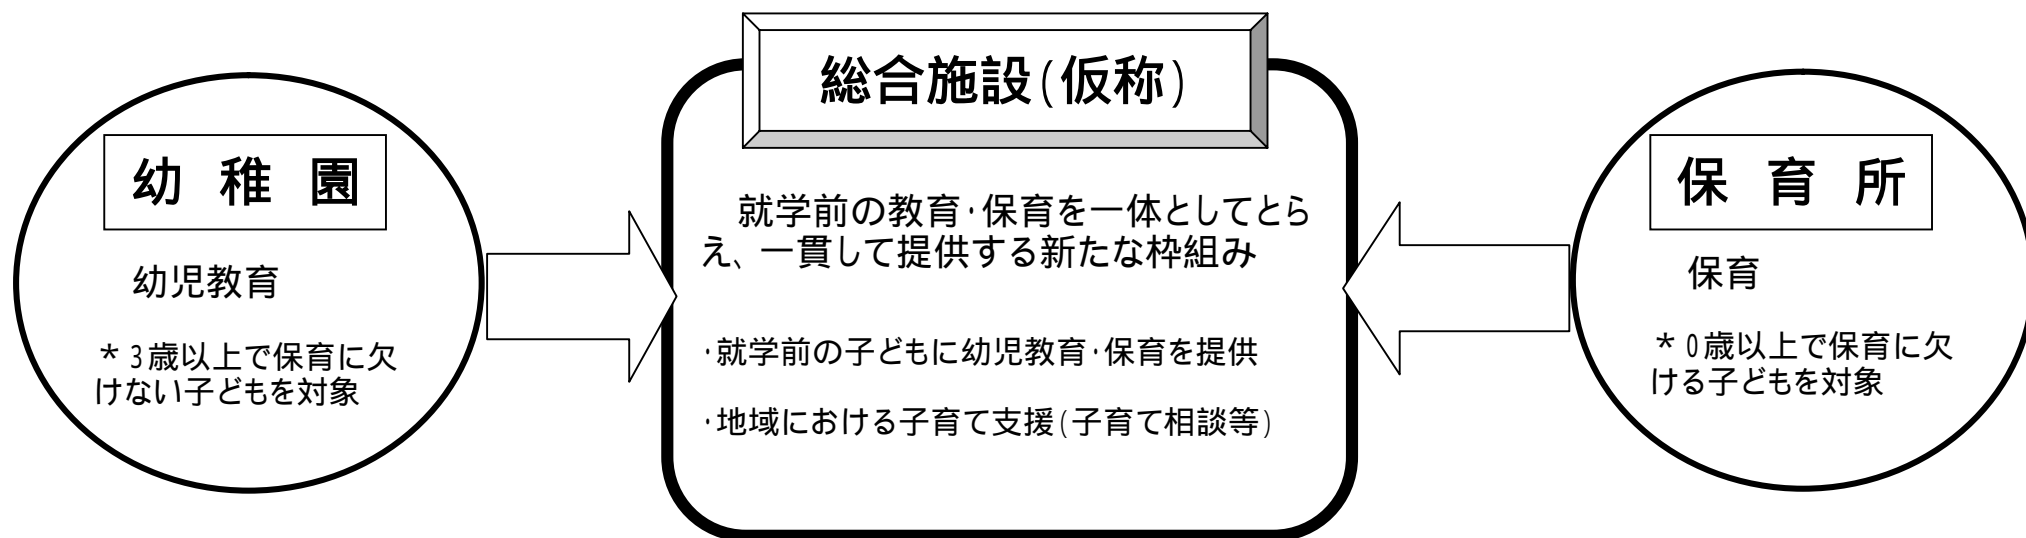 幼 稚 園
幼児教育
* 3歳以上で保育に欠
けない子どもを対象
総合施設(仮称)
就学前の教育・保育を一体としてとら
え、一貫して提供する新たな枠組み
・就学前の子どもに幼児教育・保育を提供
・地域における子育て支援(子育て相談等)
保 育 所
保育
* 0歳以上で保育に欠
ける子どもを対象